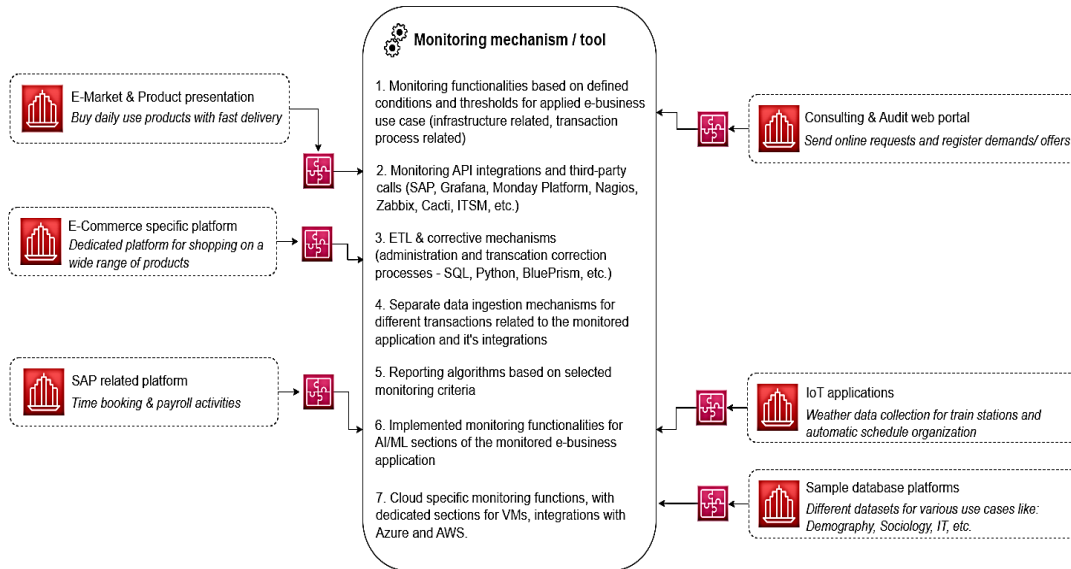 Monitoring mechanism / tool
1. Monitoring functionalities based on defined
conditions and thresholds for applied e-business
use case (infrastructure related, transaction
process related)
2. Monitoring API integrations and third-party
calls (SAP, Grafana, Monday Platform, Nagios,
Zabbix, Cacti, ITSM, etc.)
3. ETL & corrective mechanisms
(administration and transcation correction
processes - SQL, Python, BluePrism, etc.)
4. Separate data ingestion mechanisms for
different transactions related to the monitored
application and it's integrations
5. Reporting algorithms based on selected
monitoring criteria
6. Implemented monitoring functionalities for
AI/ML sections of the monitored e-business
application
7. Cloud specific monitoring functions, with
dedicated sections for VMs, integrations with
Azure and AWS.
E-Market & Product presentation
Buy daily use products with fast delivery
E-Commerce specific platform
Dedicated platform for shopping on a
wide range of products
SAP related platform
Time booking & payroll activities
Consulting & Audit web portal
Send online requests and register demands/ offers
IoT applications
Weather data collection for train stations and
automatic schedule organization
Sample database platforms
Different datasets for various use cases like:
Demography, Sociology, IT, etc.